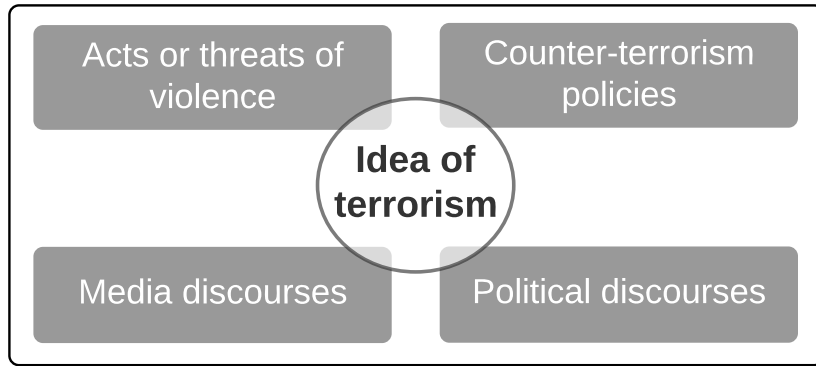 Acts or threats of
violence
Counter-terrorism
policies
Idea of
terrorism
Media discourses
Political discourses